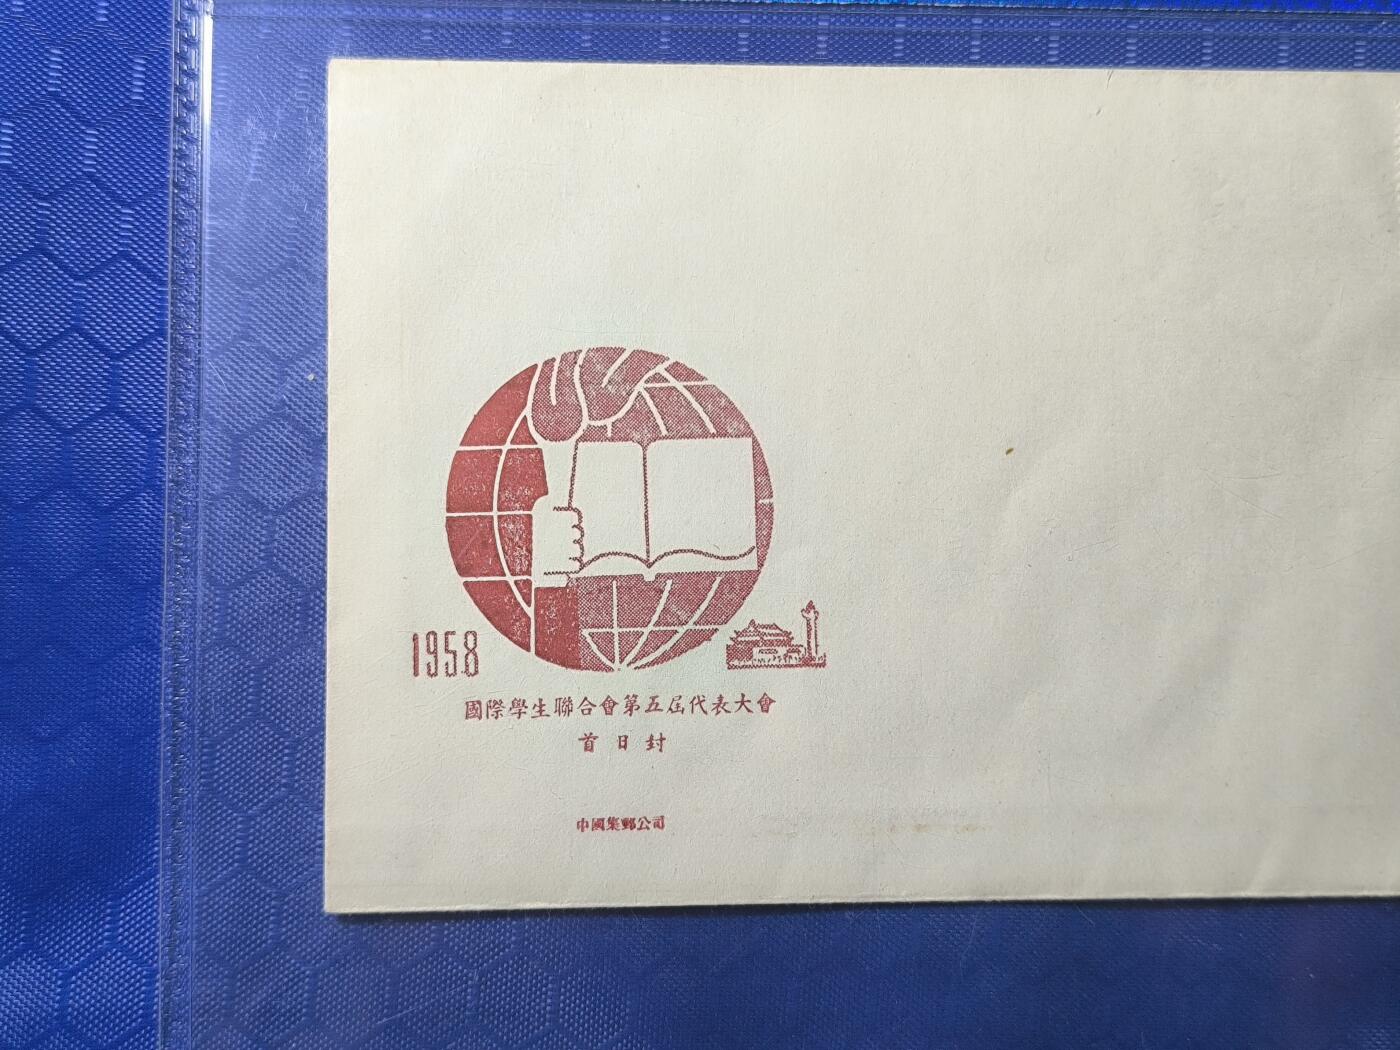 1958
國際學生聯合會第五屆代表大會
首日封
中國集郵公司